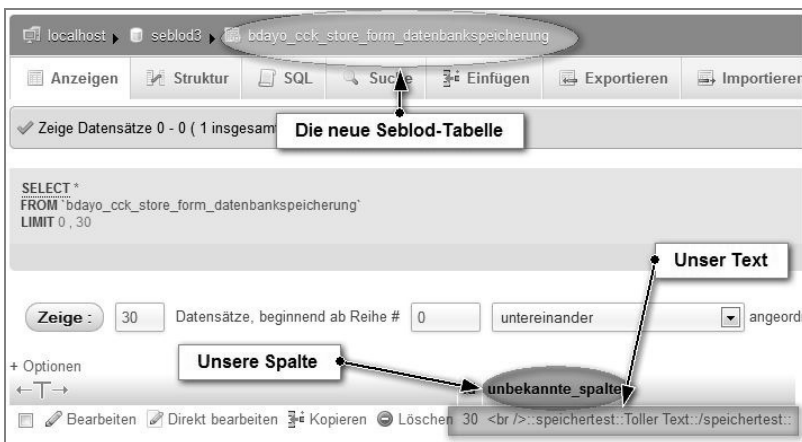 localhost seblod3 bdayo_cck_store_form_datenbankspeicherung
Anzeigen Struktur SQL Suche Einfügen Exportieren Importieren
Zeige Datensätze 0 - 0 ( 1 insgesamt
Die neue Seblod-Tabelle
SELECT *
FROM `bdayo_cck_store_form_datenbankspeicherung`
LIMIT 0 , 30
Unser Text
Zeige : 30 Datensätze, beginnend ab Reihe # 0 untereinander angeord
+ Optionen
Unsere Spalte
←T→ unbekannte_spalte
Bearbeiten Direkt bearbeiten Kopieren Löschen 30 <br />::speichertest::Toller Text::/speichertest::